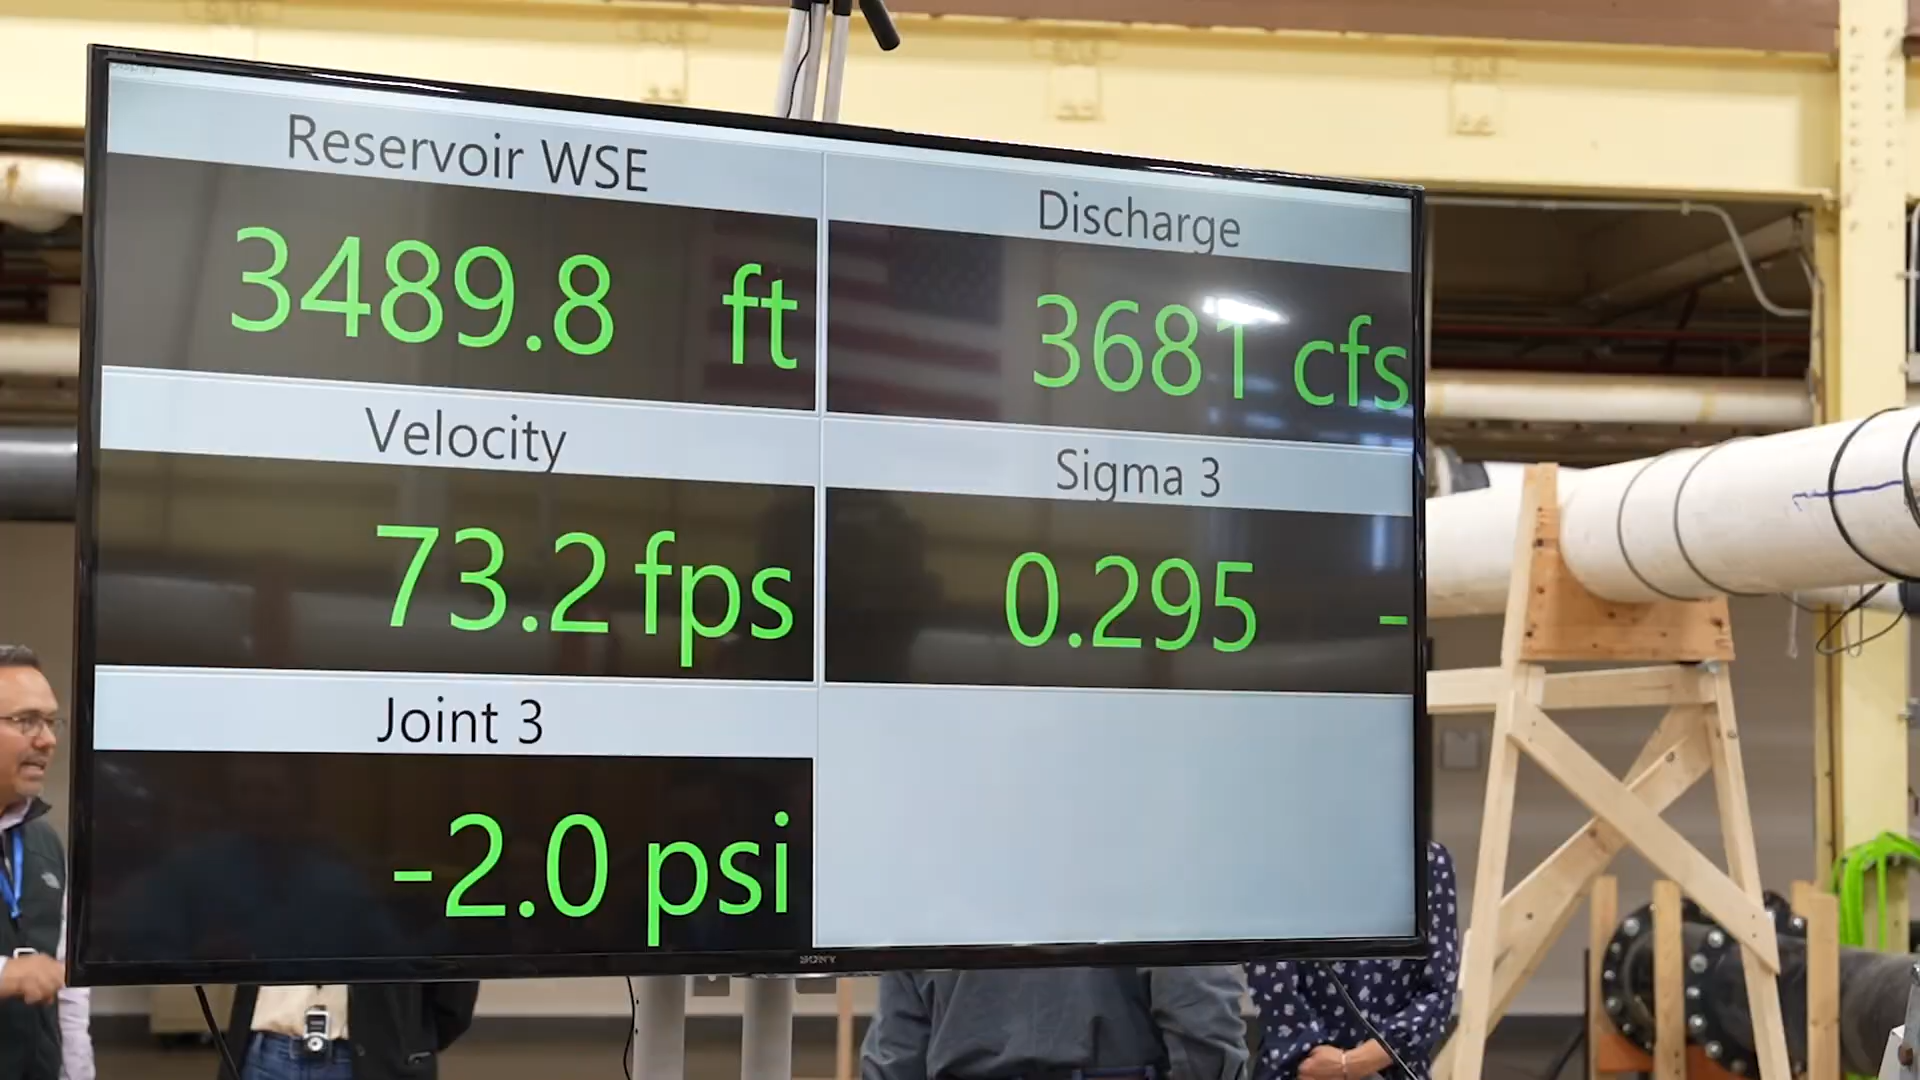 Reservoir WSE
3489.8 ft
Discharge
3681 cfs
Velocity
73.2 fps
Sigma 3
0.295 -
Joint 3
-2.0 psi
SONY